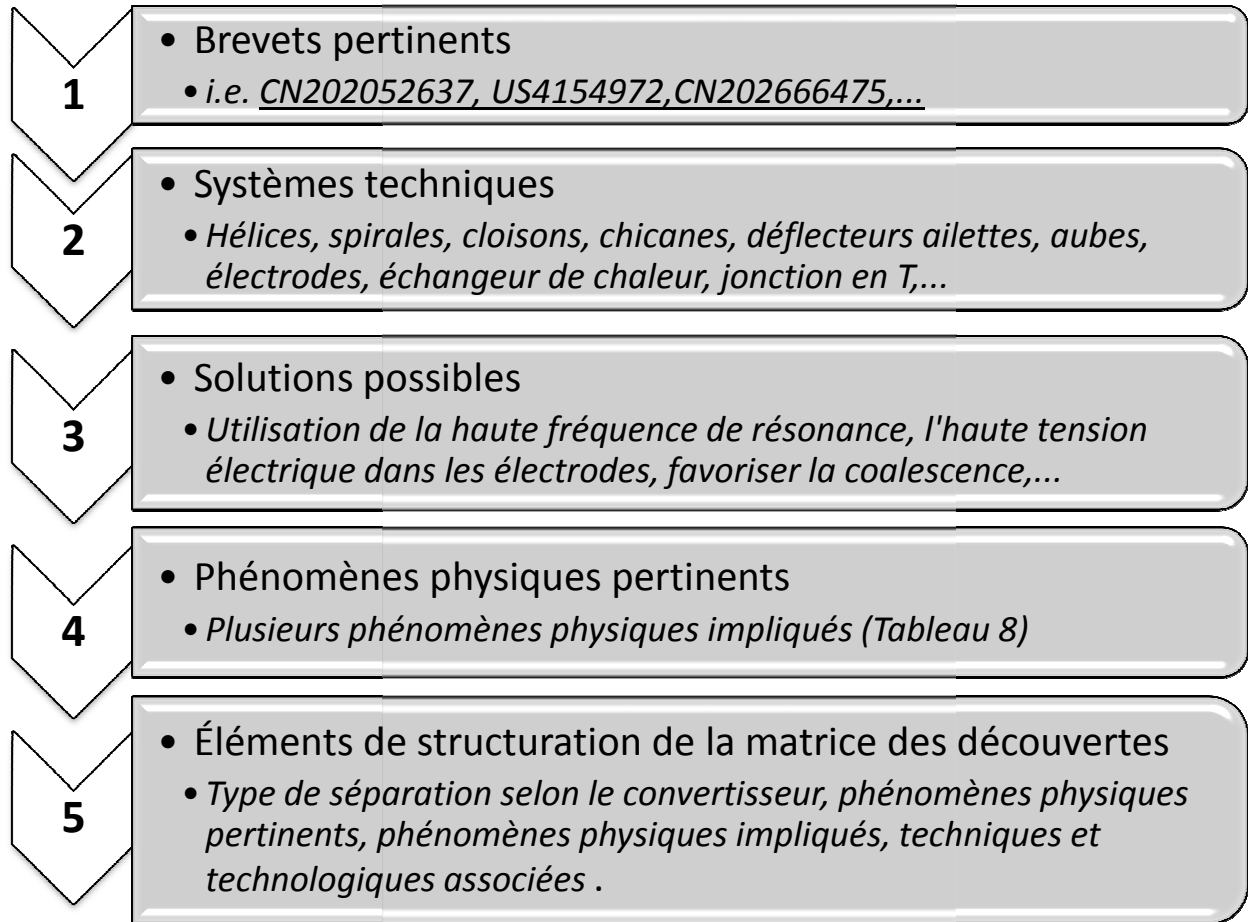 1
• Brevets pertinents
• i.e. CN202052637, US4154972,CN202666475,...
2
• Systèmes techniques
• Hélices, spirales, cloisons, chicanes, déflecteurs ailettes, aubes,
électrodes, échangeur de chaleur, jonction en T,...
3
• Solutions possibles
• Utilisation de la haute fréquence de résonance, l'haute tension
électrique dans les électrodes, favoriser la coalescence,...
4
• Phénomènes physiques pertinents
• Plusieurs phénomènes physiques impliqués (Tableau 8)
5
• Éléments de structuration de la matrice des découvertes
• Type de séparation selon le convertisseur, phénomènes physiques
pertinents, phénomènes physiques impliqués, techniques et
technologiques associées .